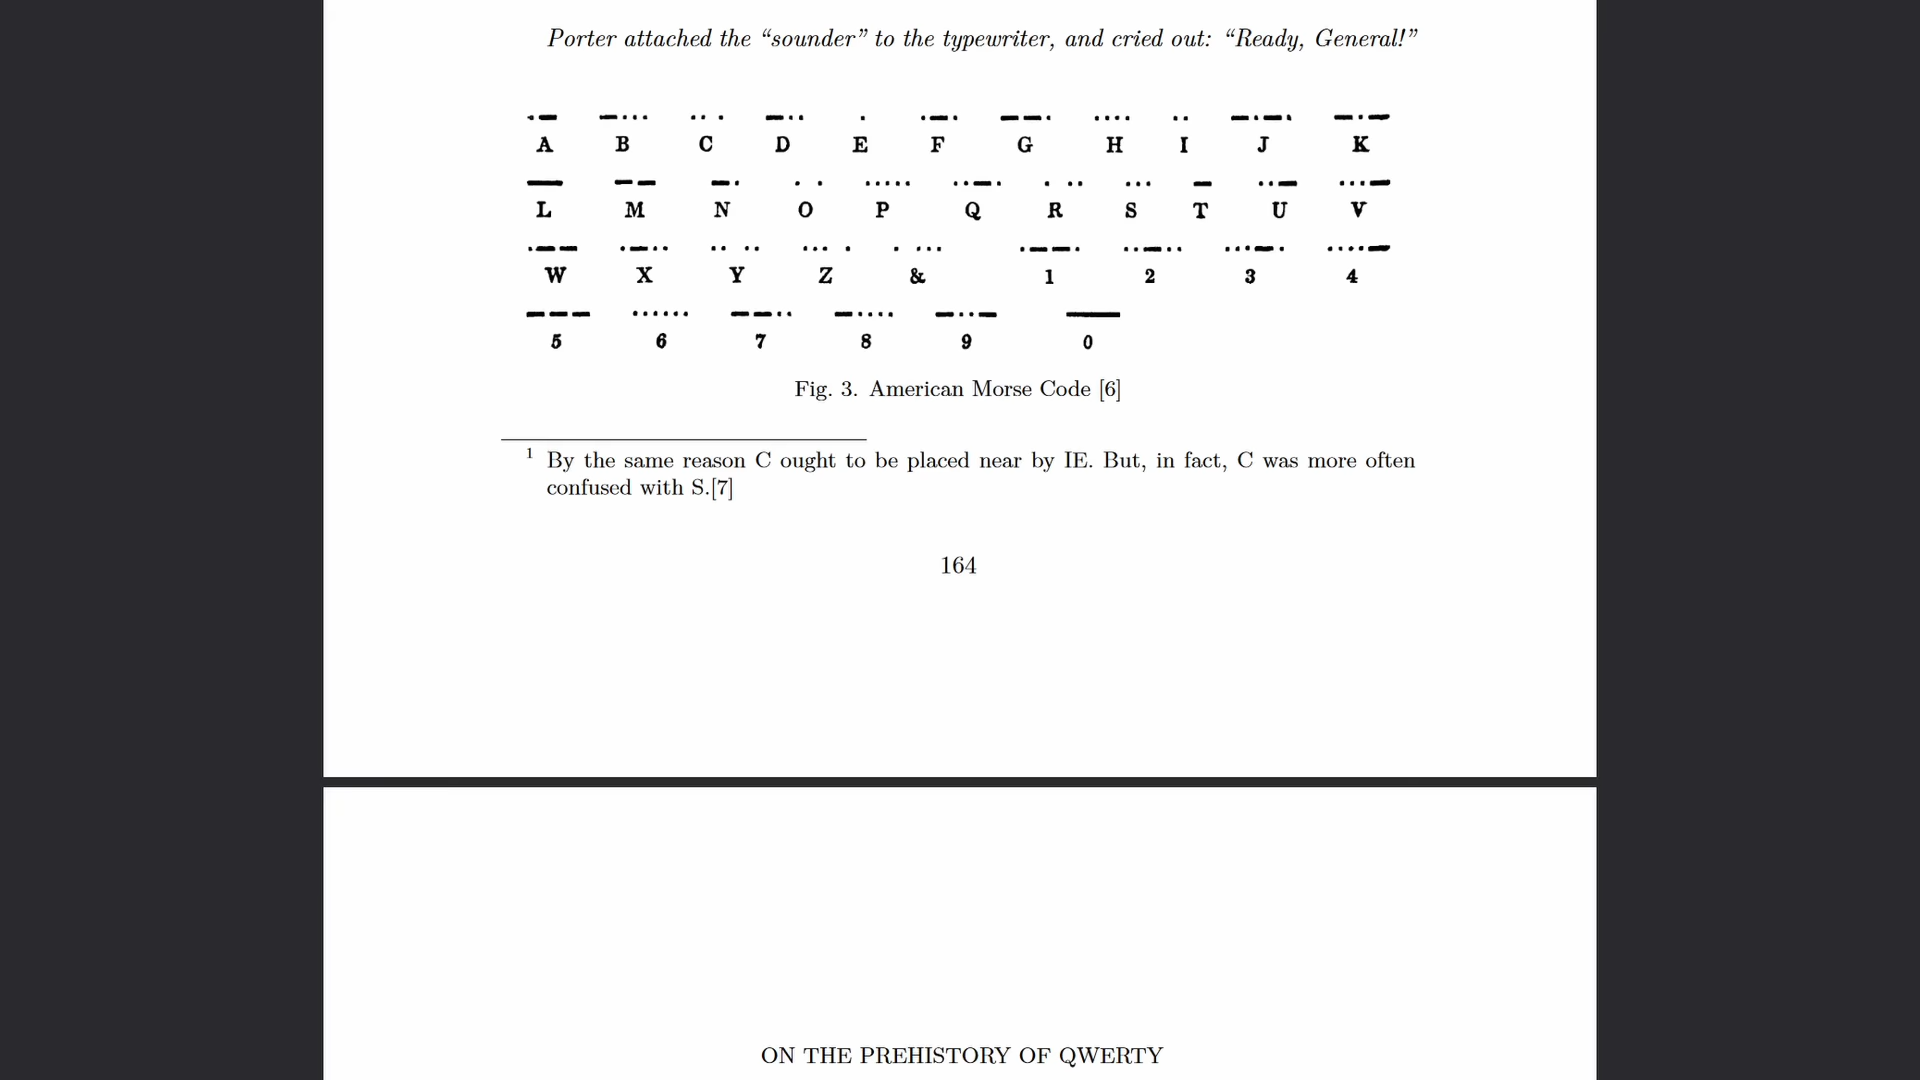 Porter attached the “sounder” to the typewriter, and cried out: “Ready, General!”
A B C D E F G H I J K
L M N O P Q R S T U V
W X Y Z & 1 2 3 4
5 6 7 8 9 0
Fig. 3. American Morse Code [6]
1 By the same reason C ought to be placed near by IE. But, in fact, C was more often
confused with S.[7]
164
ON THE PREHISTORY OF QWERTY